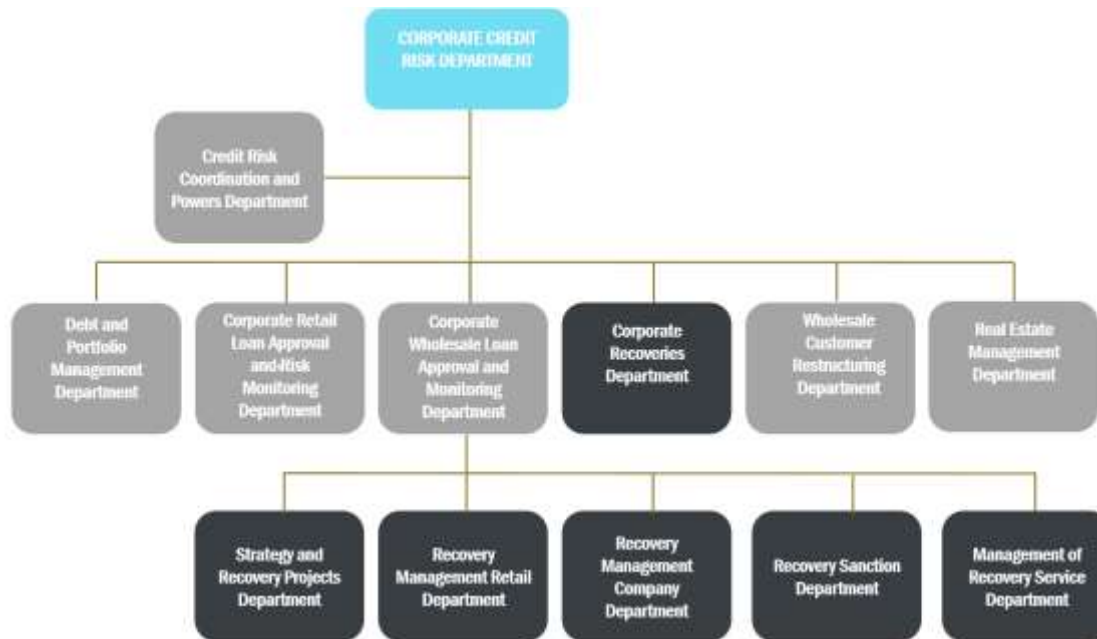 CORPORATE CREDIT
RISK DEPARTMENT
Credit Risk
Coordination and
Powers Department
Debt and
Portfolio
Management
Department
Corporate Retail
Loan Approval
and-Risk
Monitoring
Department
Corporate
Wholesale Loan
Approval and
Monitoring
Department
Corporate
Recoveries
Department
Wholesale
Customer
Restructuring
Department
Real Estate
Management
Department
Strategy and
Recovery Projects
Department
Recovery
Management Retail
Department
Recovery
Management
Company
Department
Recovery Sanction
Department
Management of
Recovery Service
Department